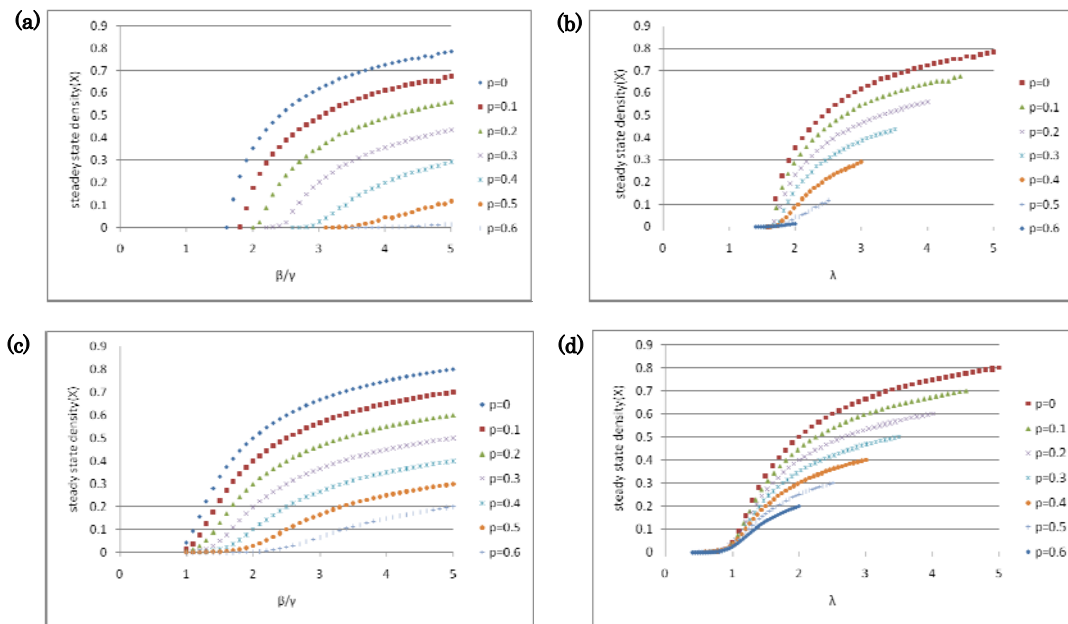 (a)
steadey state density(X)
0.9
0.8
0.7
0.6
0.5
0.4
0.3
0.2
0.1
0
0 1 2 3 4 5
β/γ
p=0
p=0.1
p=0.2
p=0.3
p=0.4
p=0.5
p=0.6
(b)
steady state density(X)
0.9
0.8
0.7
0.6
0.5
0.4
0.3
0.2
0.1
0
0 1 2 3 4 5
λ
p=0
p=0.1
p=0.2
p=0.3
p=0.4
p=0.5
p=0.6
(c)
steady state density(X)
0.9
0.8
0.7
0.6
0.5
0.4
0.3
0.2
0.1
0
0 1 2 3 4 5
β/γ
p=0
p=0.1
p=0.2
p=0.3
p=0.4
p=0.5
p=0.6
(d)
steady state density(X)
0.9
0.8
0.7
0.6
0.5
0.4
0.3
0.2
0.1
0
0 1 2 3 4 5
λ
p=0
p=0.1
p=0.2
p=0.3
p=0.4
p=0.5
p=0.6